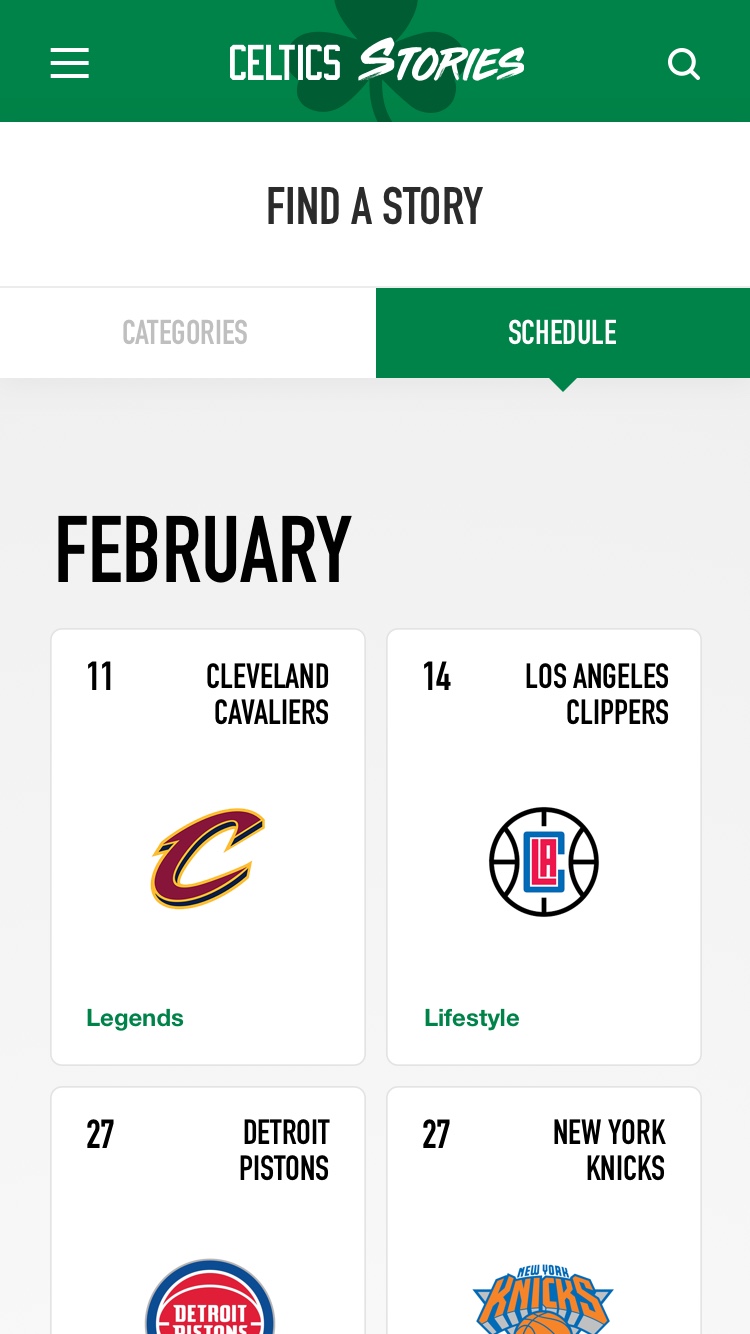 CELTICS STORIES
FIND A STORY
CATEGORIES
SCHEDULE
FEBRUARY
11
CLEVELAND
CAVALIERS
C
Legends
14
LOS ANGELES
CLIPPERS
LA
Lifestyle
27
DETROIT
PISTONS
DETROIT
PISTONS
27
NEW YORK
KNICKS
NEW YORK
KNICKS